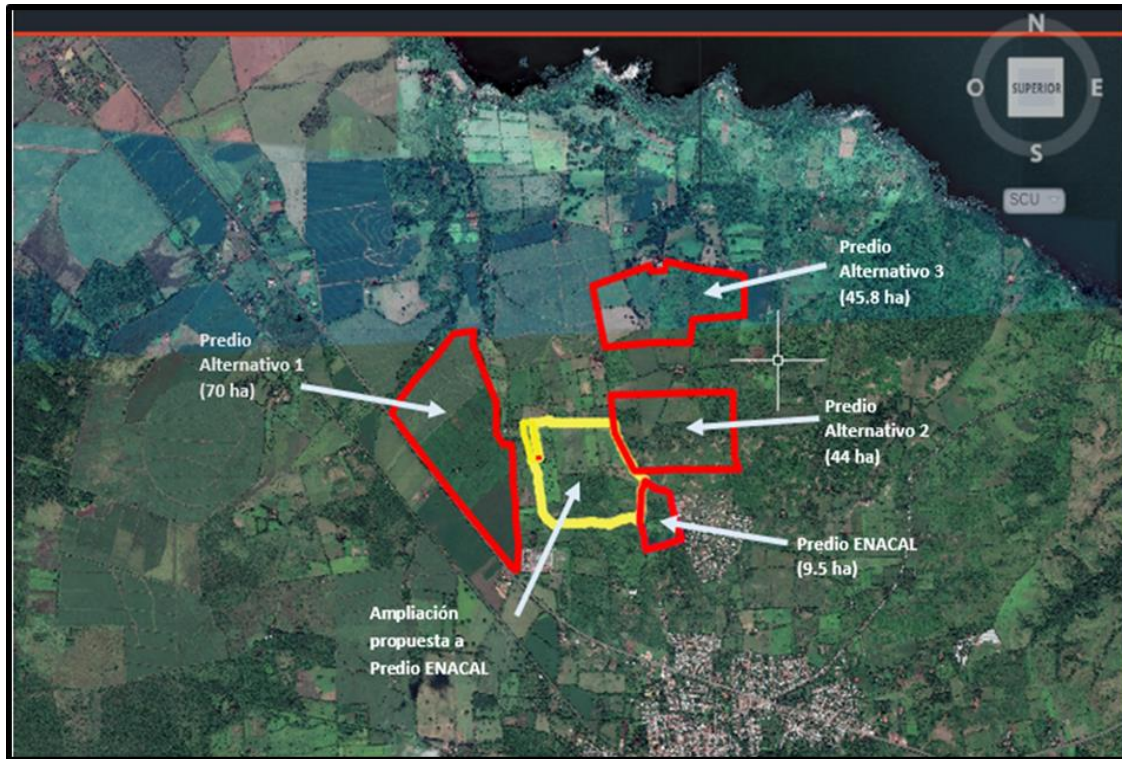 N
O
SUPERIOR
E
S
SCU
Predio
Alternativo 3
(45.8 ha)
Predio
Alternativo 1
(70 ha)
Predio
Alternativo 2
(44 ha)
Predio ENACAL
(9.5 ha)
Ampliación
propuesta a
Predio ENACAL